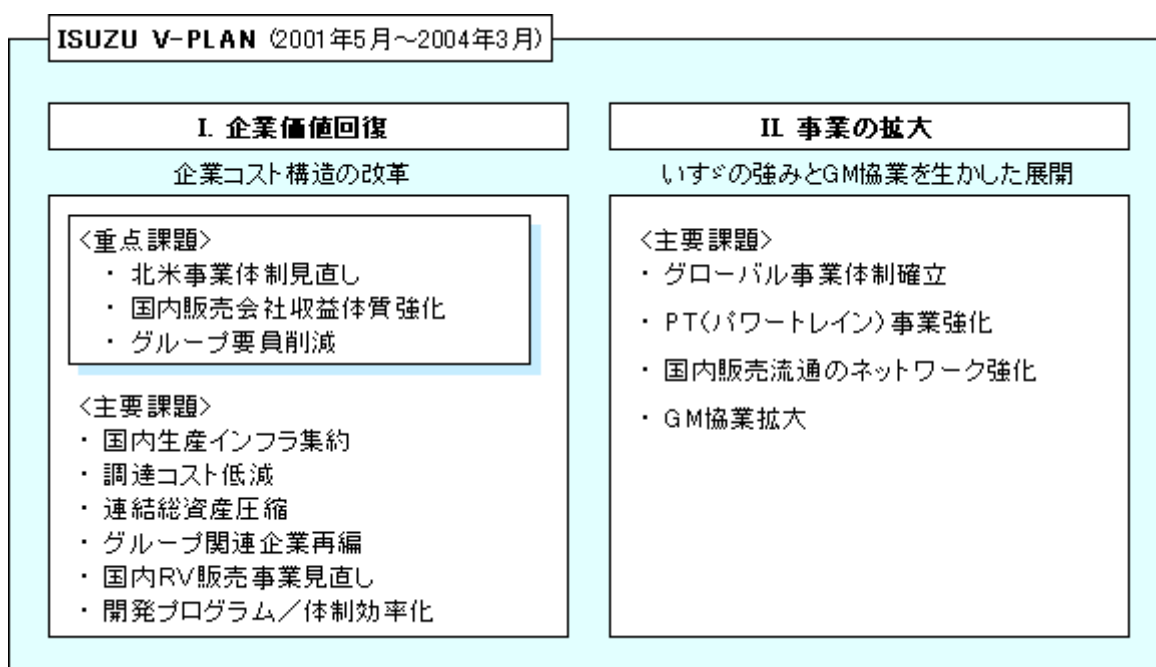 ISUZU V-PLAN（2001年5月～2004年3月）
I. 企業価値回復
企業コスト構造の改革
＜重点課題＞
・ 北米事業体制見直し
・ 国内販売会社収益体質強化
・ グループ要員削減
＜主要課題＞
・ 国内生産インフラ集約
・ 調達コスト低減
・ 連結総資産圧縮
・ グループ関連企業再編
・ 国内RV販売事業見直し
・ 開発プログラム／体制効率化
II. 事業の拡大
いすゞの強みとGM協業を生かした展開
＜主要課題＞
・ グローバル事業体制確立
・ PT（パワートレイン）事業強化
・ 国内販売流通のネットワーク強化
・ GM協業拡大